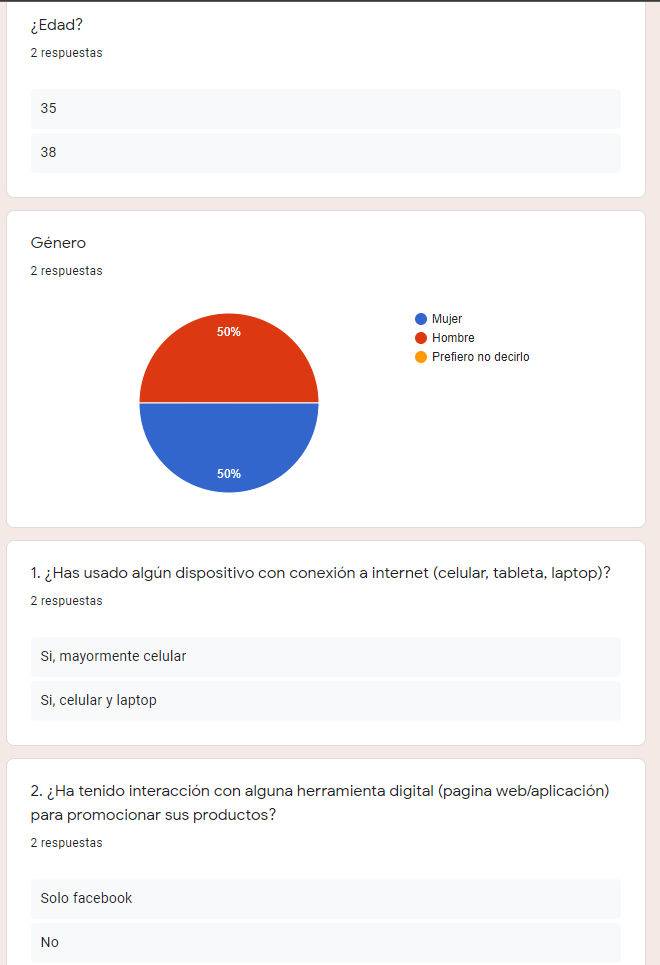 ¿Edad?
2 respuestas
35
38
Género
2 respuestas
50%
50%
Mujer
Hombre
Prefiero no decirlo
1. ¿Has usado algún dispositivo con conexión a internet (celular, tableta, laptop)?
2 respuestas
Si, mayormente celular
Si, celular y laptop
2. ¿Ha tenido interacción con alguna herramienta digital (pagina web/aplicación)
para promocionar sus productos?
2 respuestas
Solo facebook
No